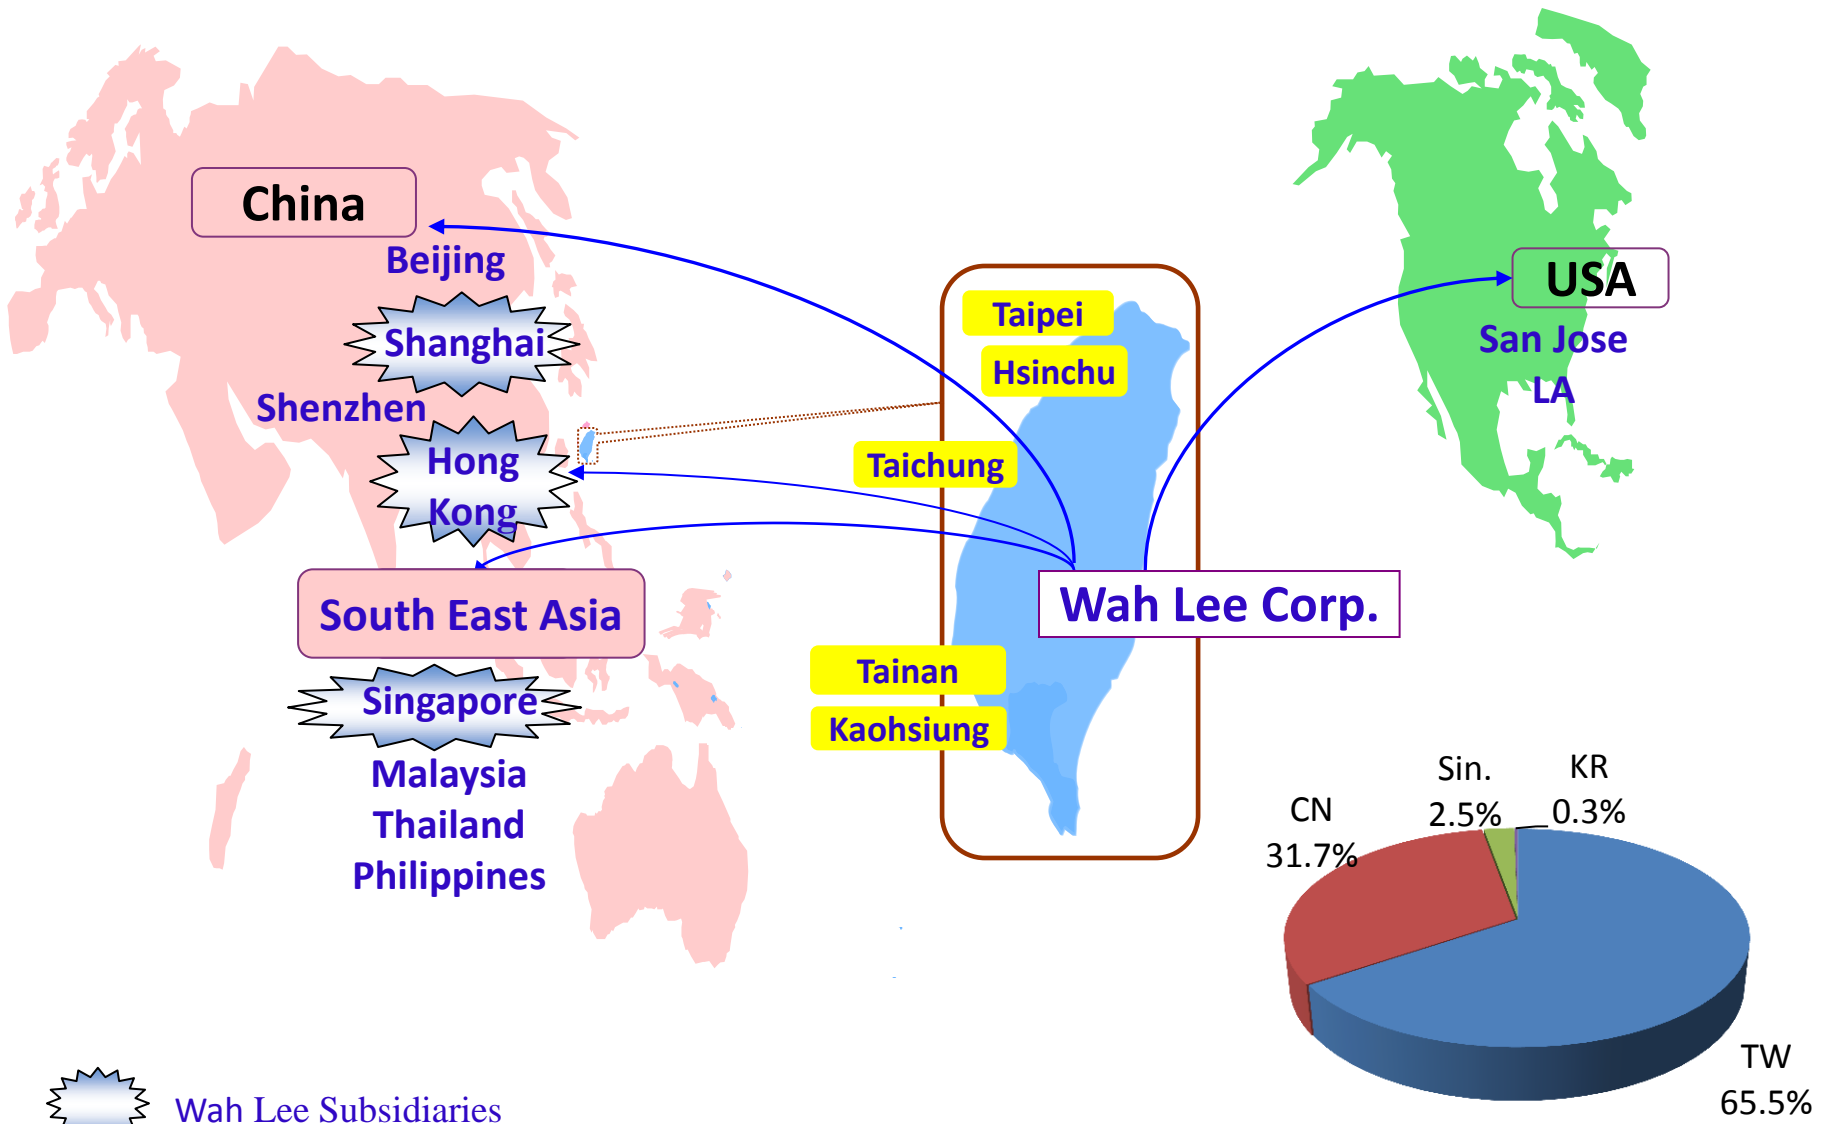 China
Beijing
Shanghai
Shenzhen
Hong
Kong
South East Asia
Singapore
Malaysia
Thailand
Philippines
Taipei
Hsinchu
Taichung
Wah Lee Corp.
Tainan
Kaohsiung
USA
San Jose
LA
CN
31.7%
Sin.
2.5%
KR
0.3%
TW
65.5%
Wah Lee Subsidiaries